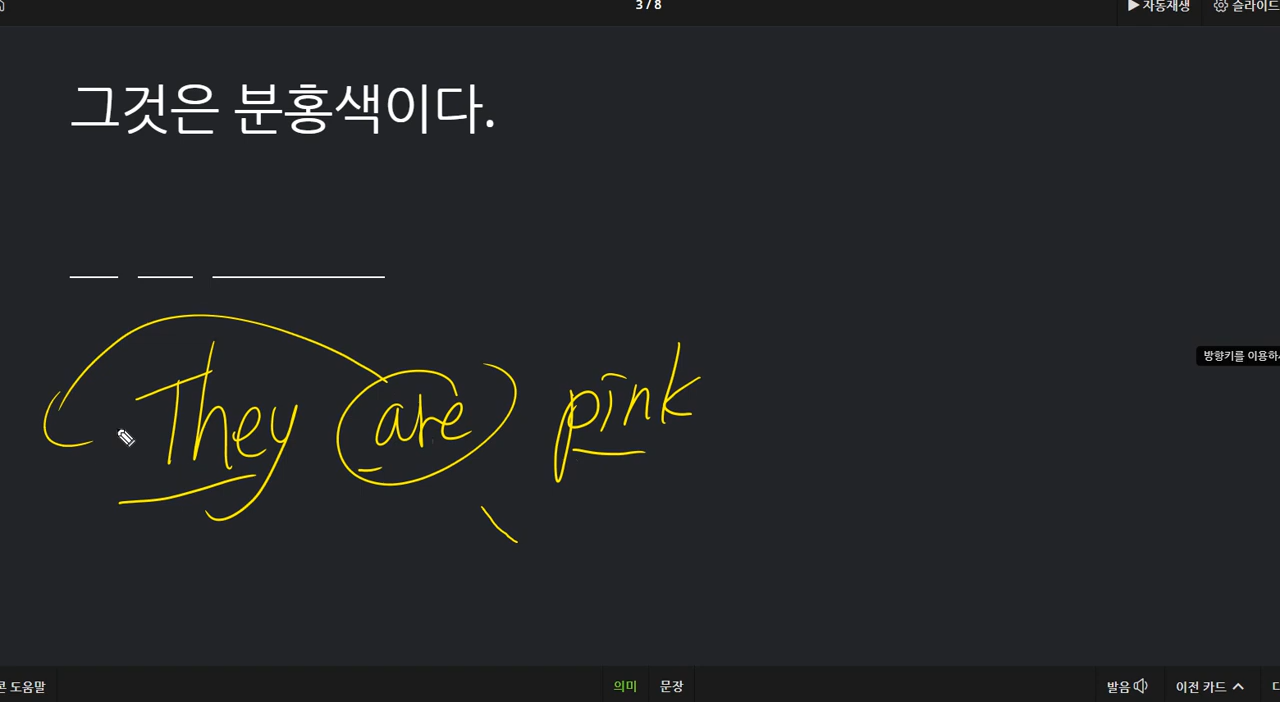 3 / 8
▶ 자동재생
슬라이드
그것은 분홍색이다.
They are pink
방향키를 이용하
도움말
의미
문장
발음
이전 카드